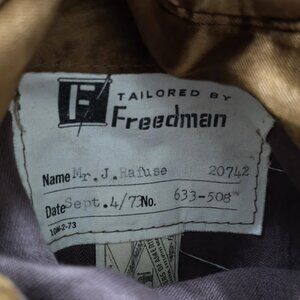 F
TAILORED BY
Freedman
Name Mr. J. Rafuse 20742
Date Sept. 4/73 No. 633-508
10M-2-73